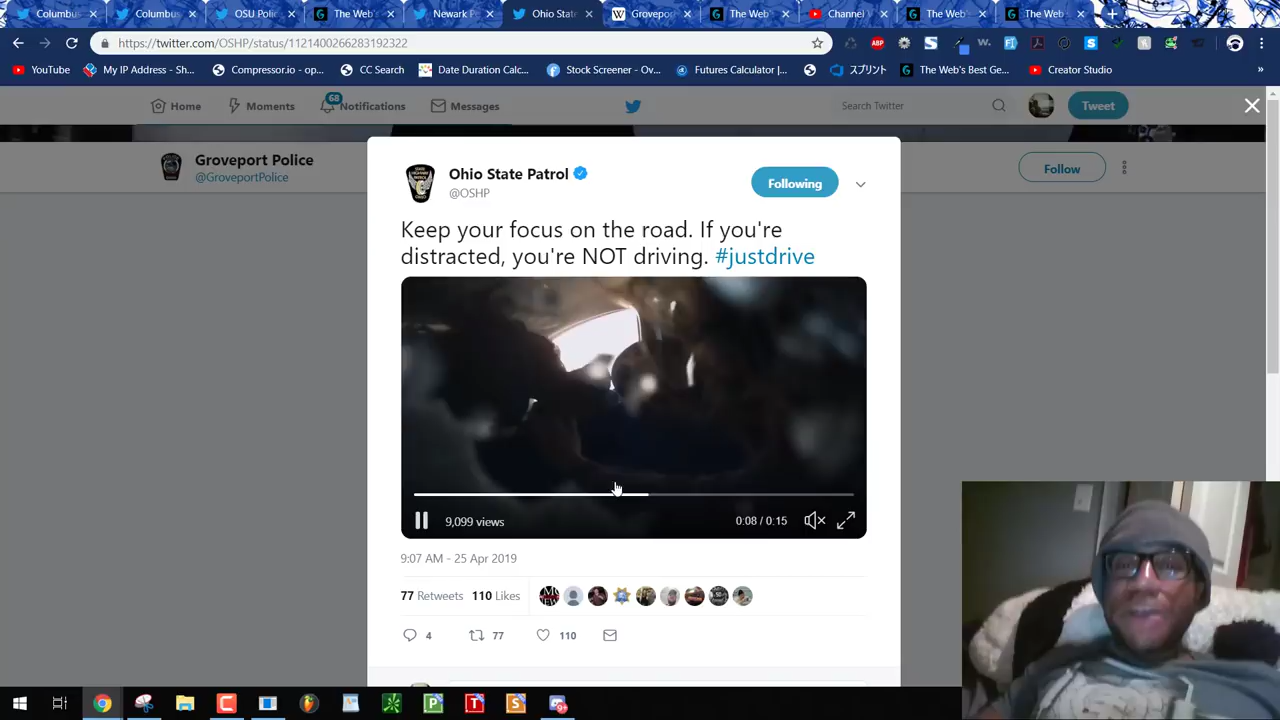 Columbus
Columbus
OSU Polic
The Web's
Newark Pe
Ohio State
Grovepor
The Web'
Channel V
The Web'
The Web
https://twitter.com/OSHP/status/1121400266283192322
YouTube
My IP Address - Sh...
Compressor.io - op...
CC Search
Date Duration Calc...
Stock Screener - Ov...
Futures Calculator |...
スプリント
The Web's Best Ge...
Creator Studio
»
Home
Moments
68
Notifications
Messages
Search Twitter
Tweet
Groveport Police
@GroveportPolice
Follow
Ohio State Patrol
@OSHP
Following
Keep your focus on the road. If you're
distracted, you're NOT driving. #justdrive
9,099 views
0:08 / 0:15
9:07 AM - 25 Apr 2019
77 Retweets 110 Likes
4
77
110